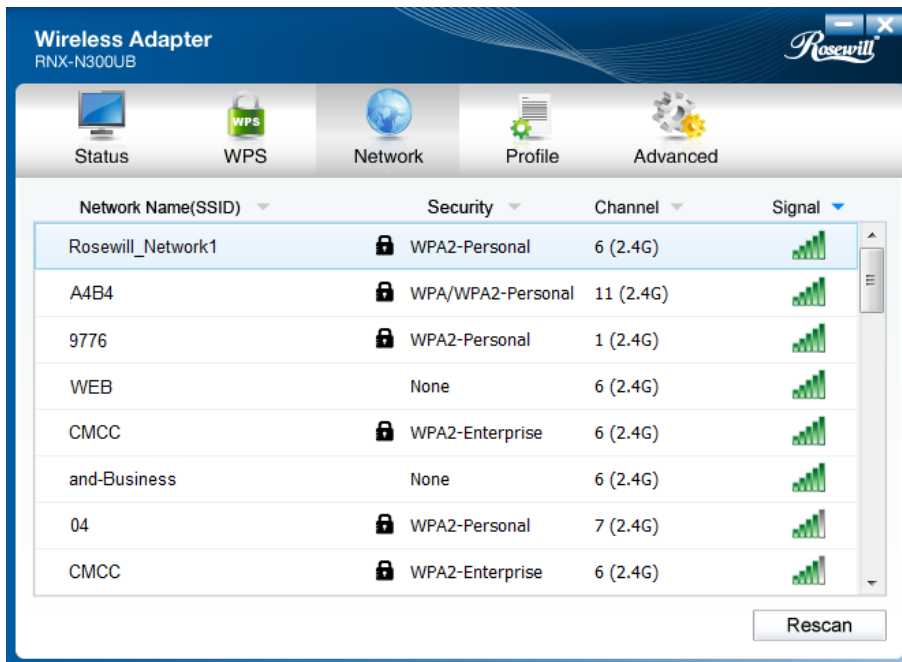 Wireless Adapter
RNX-N300UB
Rosewill
WPS
Status WPS Network Profile Advanced
Network Name(SSID) Security Channel Signal
Rosewill_Network1 WPA2-Personal 6 (2.4G)
A4B4 WPA/WPA2-Personal 11 (2.4G)
9776 WPA2-Personal 1 (2.4G)
WEB None 6 (2.4G)
CMCC WPA2-Enterprise 6 (2.4G)
and-Business None 6 (2.4G)
04 WPA2-Personal 7 (2.4G)
CMCC WPA2-Enterprise 6 (2.4G)
Rescan